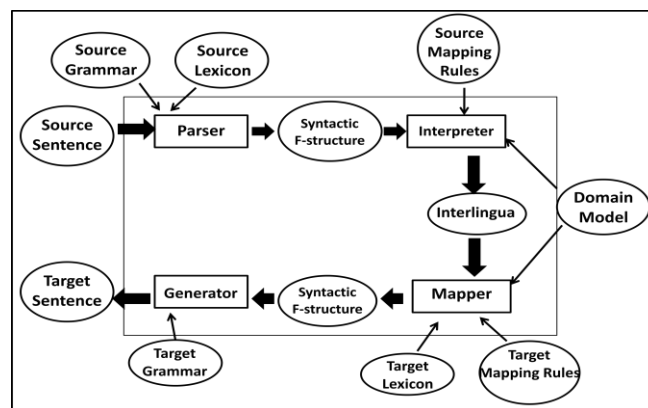 Source
Grammar
Source
Lexicon
Source
Mapping
Rules
Source
Sentence
Parser
Syntactic
F-structure
Interpreter
Interlingua
Domain
Model
Target
Sentence
Generator
Syntactic
F-structure
Mapper
Target
Grammar
Target
Lexicon
Target
Mapping Rules